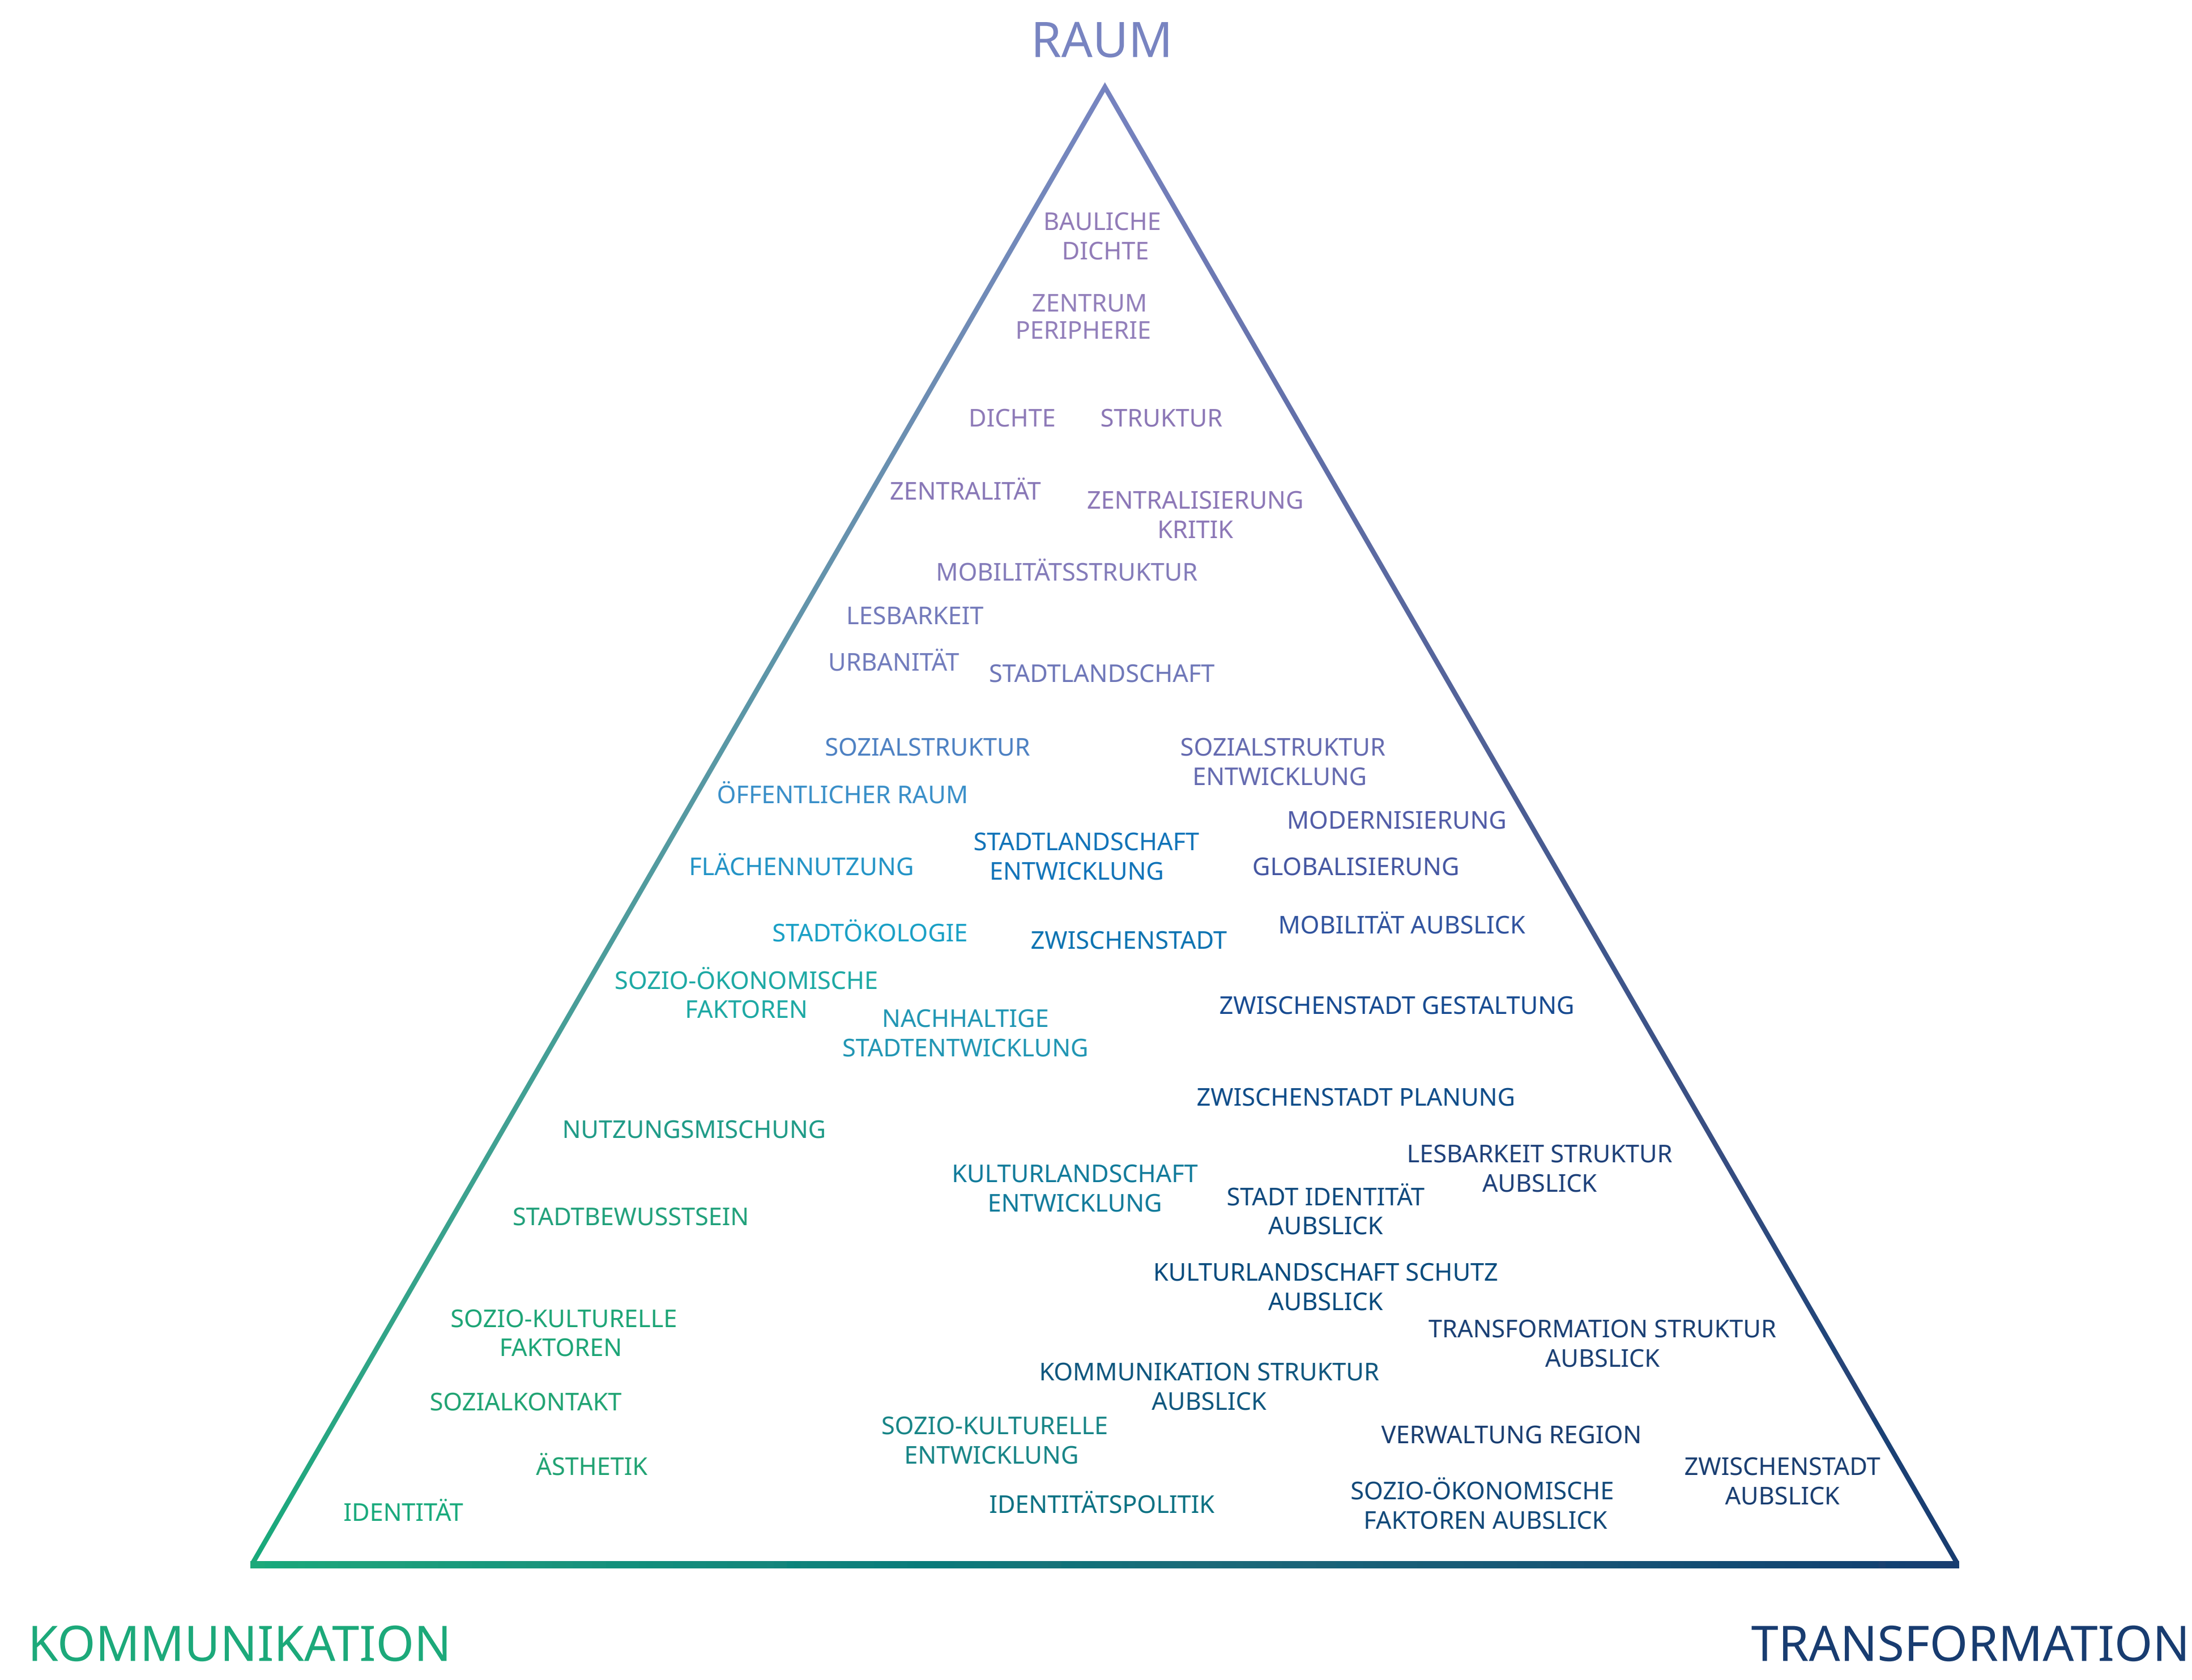 RAUM
BAULICHE
DICHTE
ZENTRUM
PERIPHERIE
DICHTE
STRUKTUR
ZENTRALITÄT
ZENTRALISIERUNG
KRITIK
MOBILITÄTSSTRUKTUR
LESBARKEIT
URBANITÄT
STADTLANDSCHAFT
SOZIALSTRUKTUR
SOZIALSTRUKTUR
ENTWICKLUNG
ÖFFENTLICHER RAUM
MODERNISIERUNG
STADTLANDSCHAFT
ENTWICKLUNG
FLÄCHENNUTZUNG
GLOBALISIERUNG
MOBILITÄT AUBSLICK
STADTÖKOLOGIE
ZWISCHENSTADT
SOZIO-ÖKONOMISCHE
FAKTOREN
ZWISCHENSTADT GESTALTUNG
NACHHALTIGE
STADTENTWICKLUNG
ZWISCHENSTADT PLANUNG
NUTZUNGSMISCHUNG
LESBARKEIT STRUKTUR
AUBSLICK
KULTURLANDSCHAFT
ENTWICKLUNG
STADT IDENTITÄT
AUBSLICK
STADTBEWUSSTSEIN
KULTURLANDSCHAFT SCHUTZ
AUBSLICK
SOZIO-KULTURELLE
FAKTOREN
TRANSFORMATION STRUKTUR
AUBSLICK
KOMMUNIKATION STRUKTUR
AUBSLICK
SOZIALKONTAKT
SOZIO-KULTURELLE
ENTWICKLUNG
VERWALTUNG REGION
ÄSTHETIK
ZWISCHENSTADT
AUBSLICK
SOZIO-ÖKONOMISCHE
FAKTOREN AUBSLICK
IDENTITÄTSPOLITIK
IDENTITÄT
KOMMUNIKATION
TRANSFORMATION